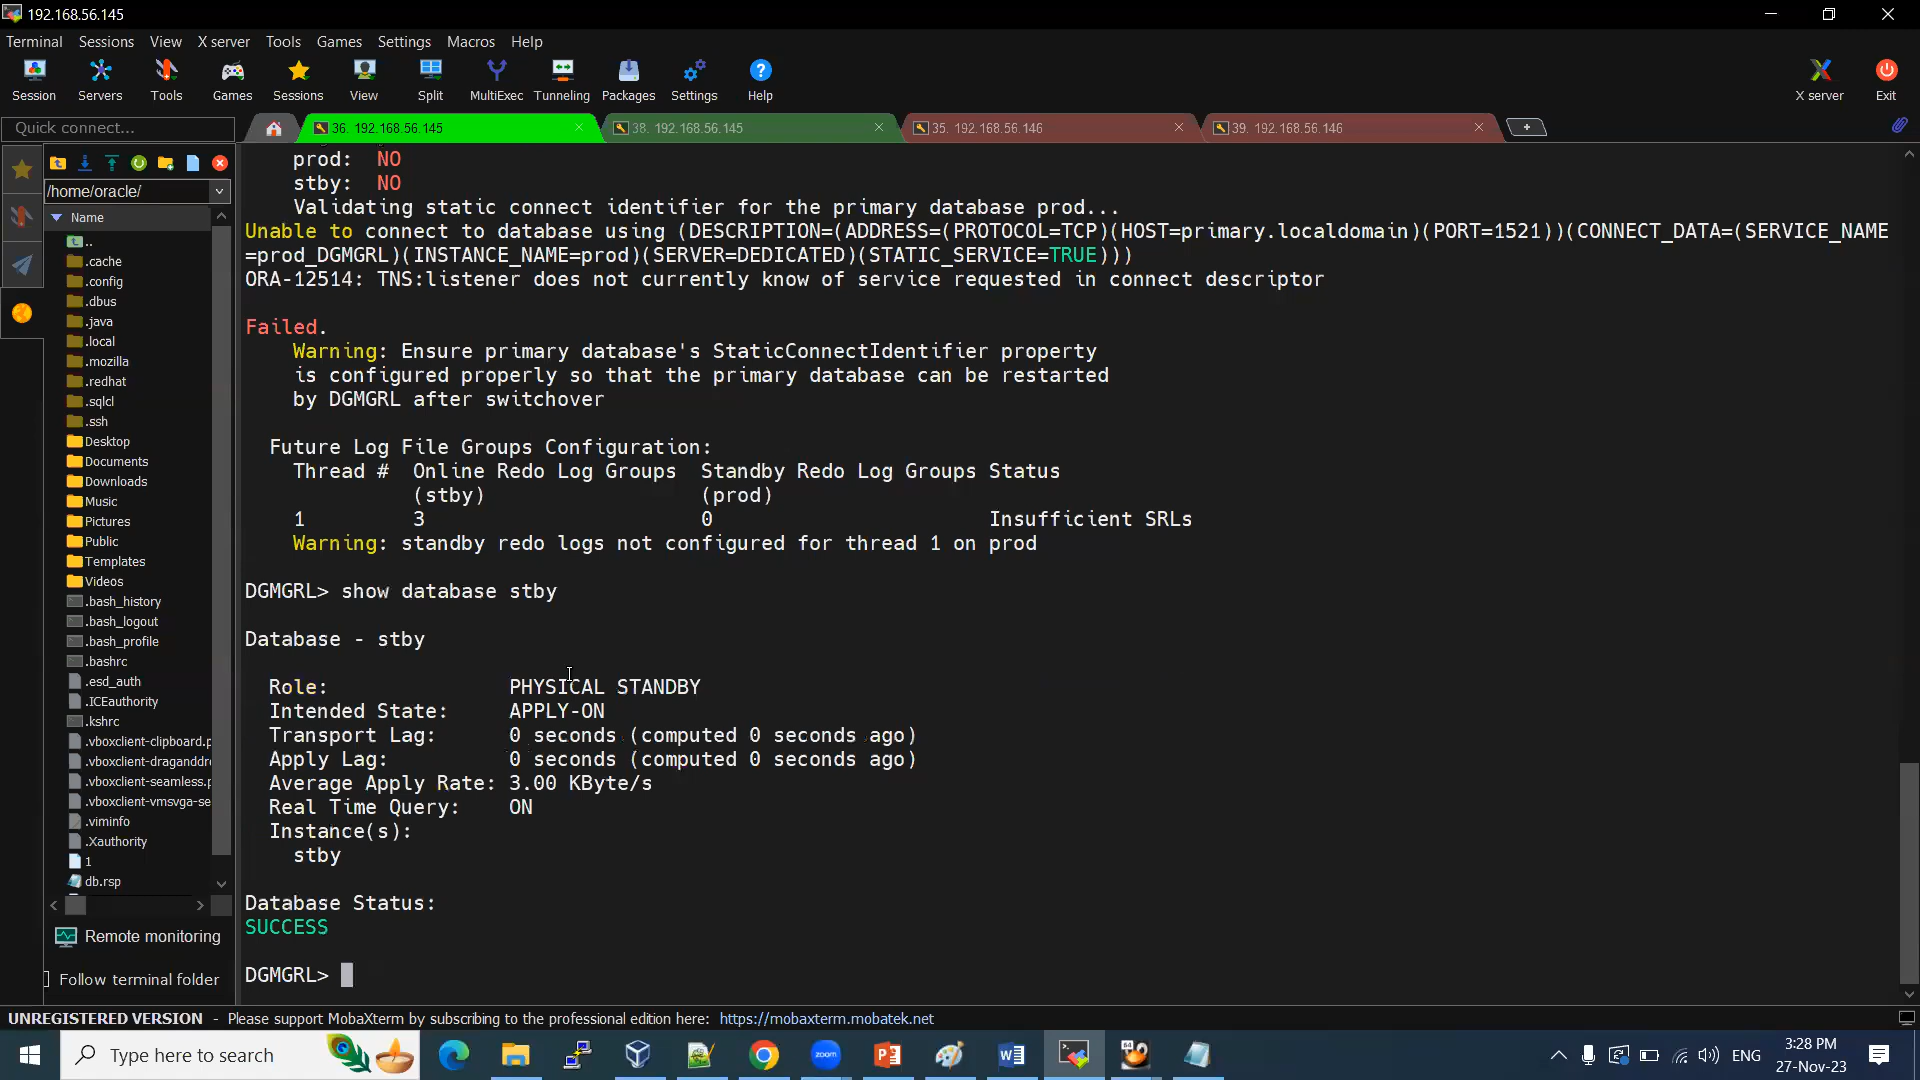 192.168.56.145
Terminal Sessions View X server Tools Games Settings Macros Help
Session Servers Tools Games Sessions View Split MultiExec Tunneling Packages Settings Help X server Exit
Quick connect...
36. 192.168.56.145
38. 192.168.56.145
35. 192.168.56.146
39. 192.168.56.146
/home/oracle/
Name
..
.cache
.config
.dbus
.java
.local
.mozilla
.redhat
.sqlcl
.ssh
Desktop
Documents
Downloads
Music
Pictures
Public
Templates
Videos
.bash_history
.bash_logout
.bash_profile
.bashrc
.esd_auth
.ICEauthority
.kshrc
.vboxclient-clipboard.p
.vboxclient-draganddr
.vboxclient-seamless.p
.vboxclient-vmsvga-se
.viminfo
.Xauthority
1
db.rsp
Remote monitoring
Follow terminal folder
prod: NO
stby: NO
Validating static connect identifier for the primary database prod...
Unable to connect to database using (DESCRIPTION=(ADDRESS=(PROTOCOL=TCP)(HOST=primary.localdomain)(PORT=1521))(CONNECT_DATA=(SERVICE_NAME
=prod_DGMGRL)(INSTANCE_NAME=prod)(SERVER=DEDICATED)(STATIC_SERVICE=TRUE)))
ORA-12514: TNS:listener does not currently know of service requested in connect descriptor
Failed.
Warning: Ensure primary database's StaticConnectIdentifier property
is configured properly so that the primary database can be restarted
by DGMGRL after switchover
Future Log File Groups Configuration:
Thread # Online Redo Log Groups Standby Redo Log Groups Status
(stby) (prod)
1 3 0 Insufficient SRLs
Warning: standby redo logs not configured for thread 1 on prod
DGMGRL> show database stby
Database - stby
Role: PHYSICAL STANDBY
Intended State: APPLY-ON
Transport Lag: 0 seconds (computed 0 seconds ago)
Apply Lag: 0 seconds (computed 0 seconds ago)
Average Apply Rate: 3.00 KByte/s
Real Time Query: ON
Instance(s):
stby
Database Status:
SUCCESS
DGMGRL>
UNREGISTERED VERSION - Please support MobaXterm by subscribing to the professional edition here: https://mobaxterm.mobatek.net
Type here to search
zoom
ENG
3:28 PM
27-Nov-23